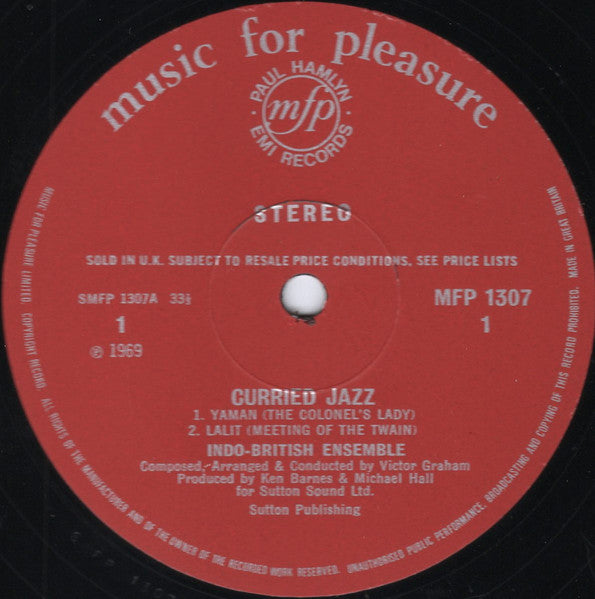 music for pleasure
· PAUL HAMLYN ·
mfp
EMI RECORDS
STEREO
SOLD IN U.K. SUBJECT TO RESALE PRICE CONDITIONS, SEE PRICE LISTS
SMFP 1307A 33⅓
MFP 1307
1
1
℗ 1969
CURRIED JAZZ
1. YAMAN (THE COLONEL'S LADY)
2. LALIT (MEETING OF THE TWAIN)
INDO-BRITISH ENSEMBLE
Composed, Arranged & Conducted by Victor Graham
Produced by Ken Barnes & Michael Hall
for Sutton Sound Ltd.
Sutton Publishing
MUSIC FOR PLEASURE LIMITED. COPYRIGHT RECORD. ALL RIGHTS OF THE MANUFACTURER AND OF THE OWNER OF THE RECORDED WORK RESERVED. UNAUTHORISED PUBLIC PERFORMANCE, BROADCASTING AND COPYING OF THIS RECORD PROHIBITED. MADE IN GREAT BRITAIN